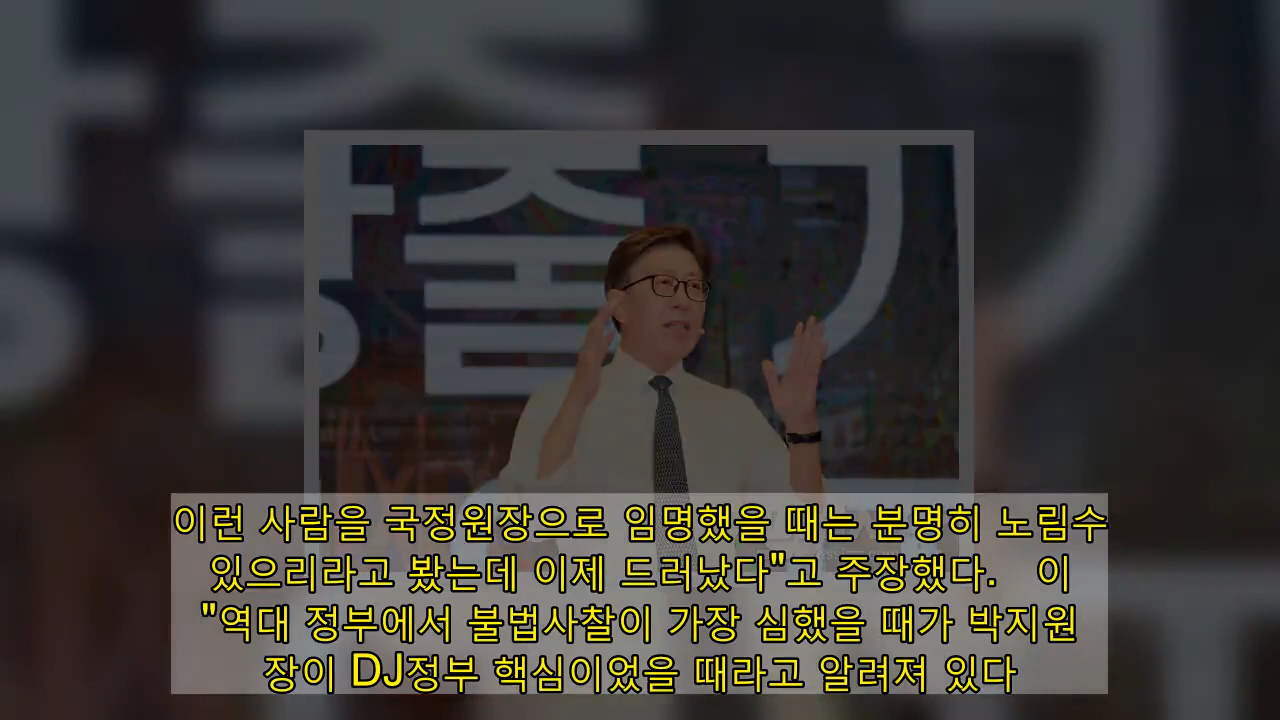 이런 사람을 국정원장으로 임명했을 때는 분명히 노림수
있으리라고 봤는데 이제 드러났다"고 주장했다. 이
"역대 정부에서 불법사찰이 가장 심했을 때가 박지원
장이 DJ정부 핵심이었을 때라고 알려져 있다